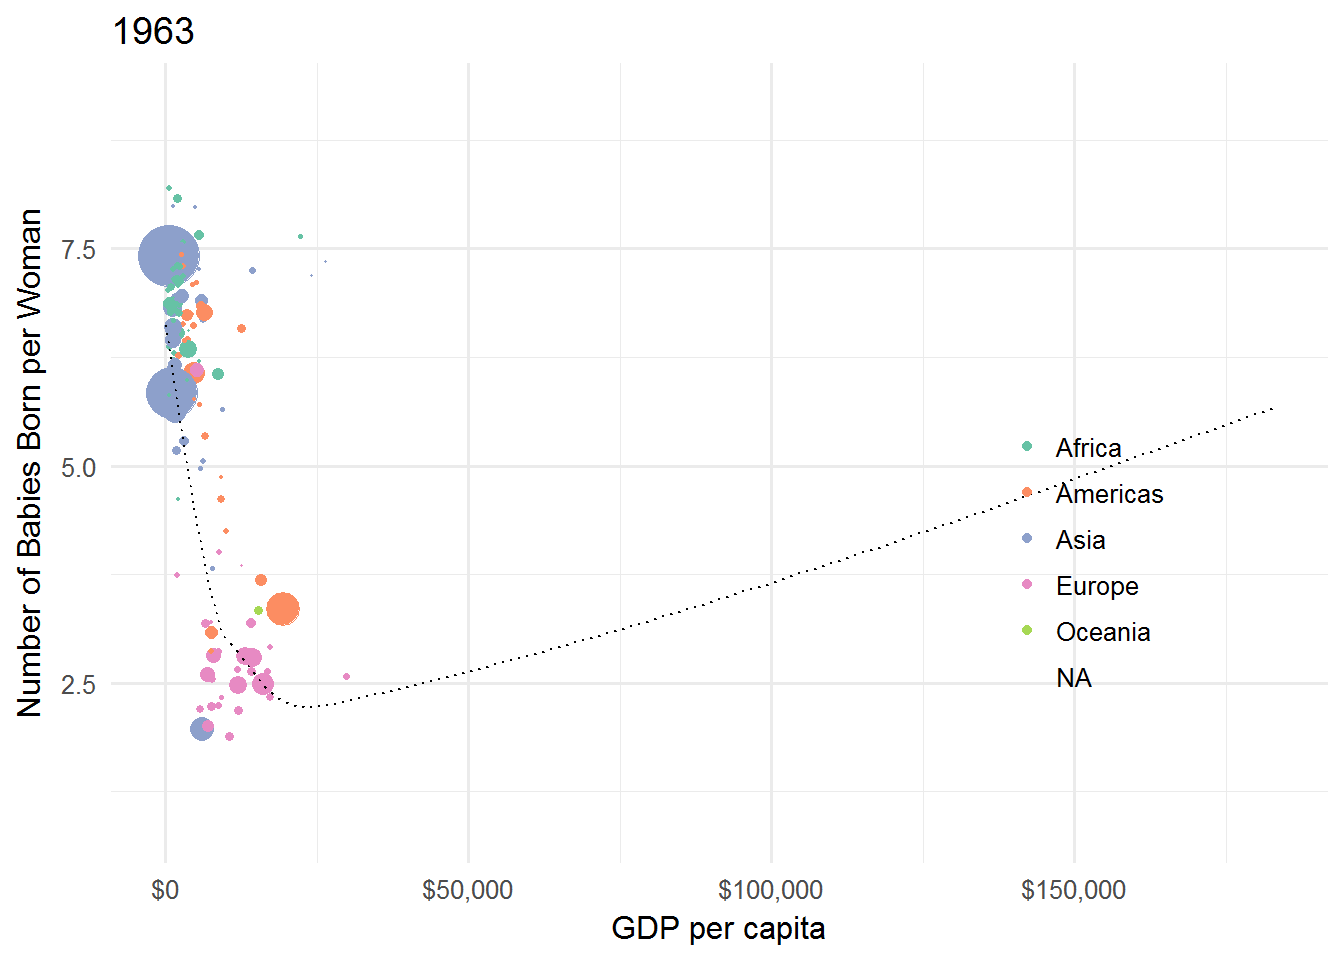 1963
Number of Babies Born per Woman
7.5
5.0
2.5
Africa
Americas
Asia
Europe
Oceania
NA
$0
$50,000
$100,000
$150,000
GDP per capita